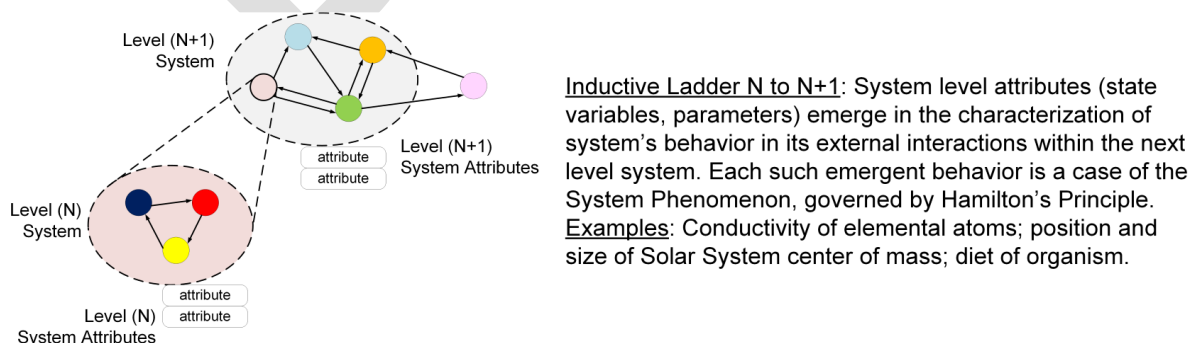 Level (N+1)
System
attribute
attribute
Level (N+1)
System Attributes
Level (N)
System
attribute
attribute
Level (N)
System Attributes
Inductive Ladder N to N+1: System level attributes (state
variables, parameters) emerge in the characterization of
system’s behavior in its external interactions within the next
level system. Each such emergent behavior is a case of the
System Phenomenon, governed by Hamilton’s Principle.
Examples: Conductivity of elemental atoms; position and
size of Solar System center of mass; diet of organism.